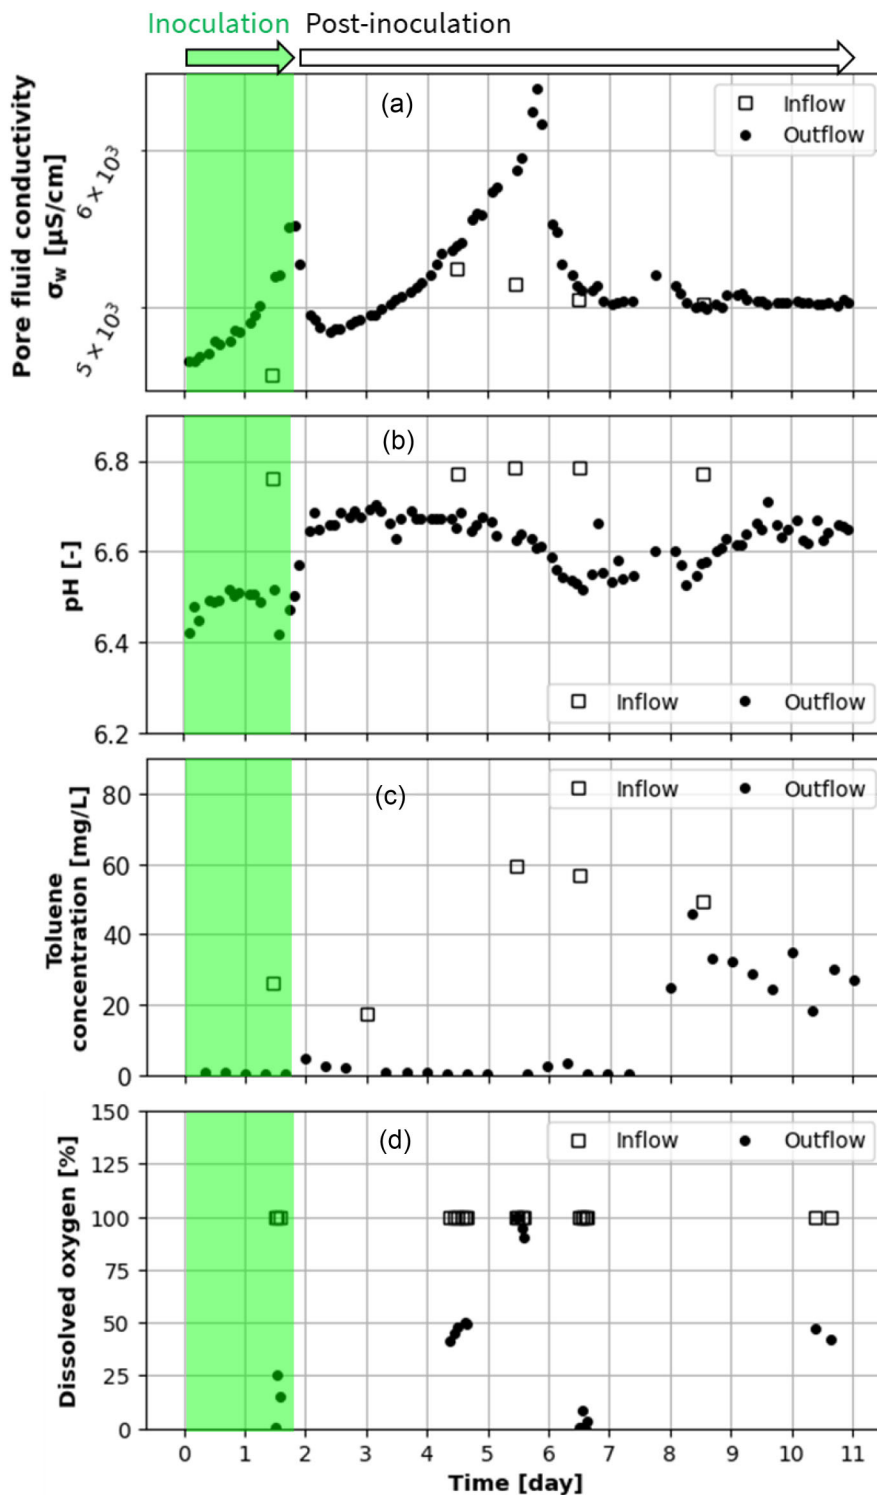 Inoculation Post-inoculation
(a)
Pore fluid conductivity
σw [µS/cm]
6 × 10³
5 × 10³
Inflow
Outflow
(b)
pH [-]
6.8
6.6
6.4
6.2
Inflow Outflow
(c)
Toluene
concentration [mg/L]
80
60
40
20
0
Inflow Outflow
(d)
Dissolved oxygen [%]
150
125
100
75
50
25
0
Inflow Outflow
0 1 2 3 4 5 6 7 8 9 10 11
Time [day]